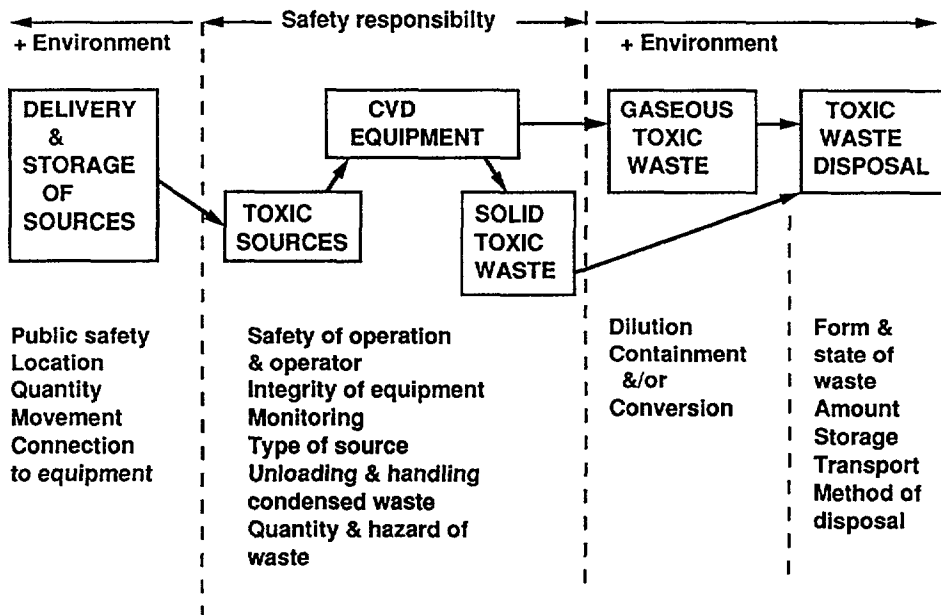 Safety responsibilty
+ Environment
+ Environment
DELIVERY
&
STORAGE
OF
SOURCES
TOXIC
SOURCES
CVD
EQUIPMENT
SOLID
TOXIC
WASTE
GASEOUS
TOXIC
WASTE
TOXIC
WASTE
DISPOSAL
Public safety
Location
Quantity
Movement
Connection
to equipment
Safety of operation
& operator
Integrity of equipment
Monitoring
Type of source
Unloading & handling
condensed waste
Quantity & hazard of
waste
Dilution
Containment
&/or
Conversion
Form &
state of
waste
Amount
Storage
Transport
Method of
disposal